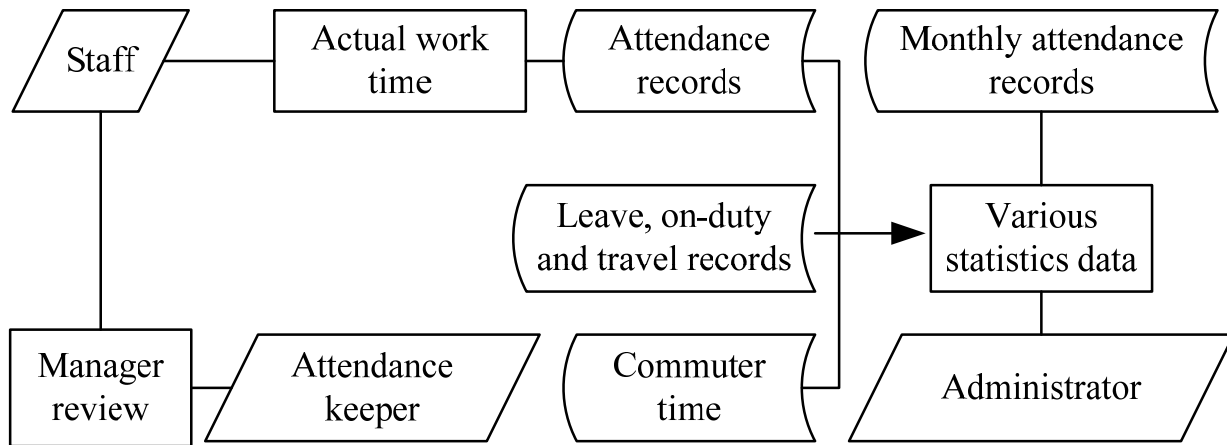 Staff
Actual work
time
Attendance
records
Monthly attendance
records
Leave, on-duty
and travel records
Various
statistics data
Manager
review
Attendance
keeper
Commuter
time
Administrator